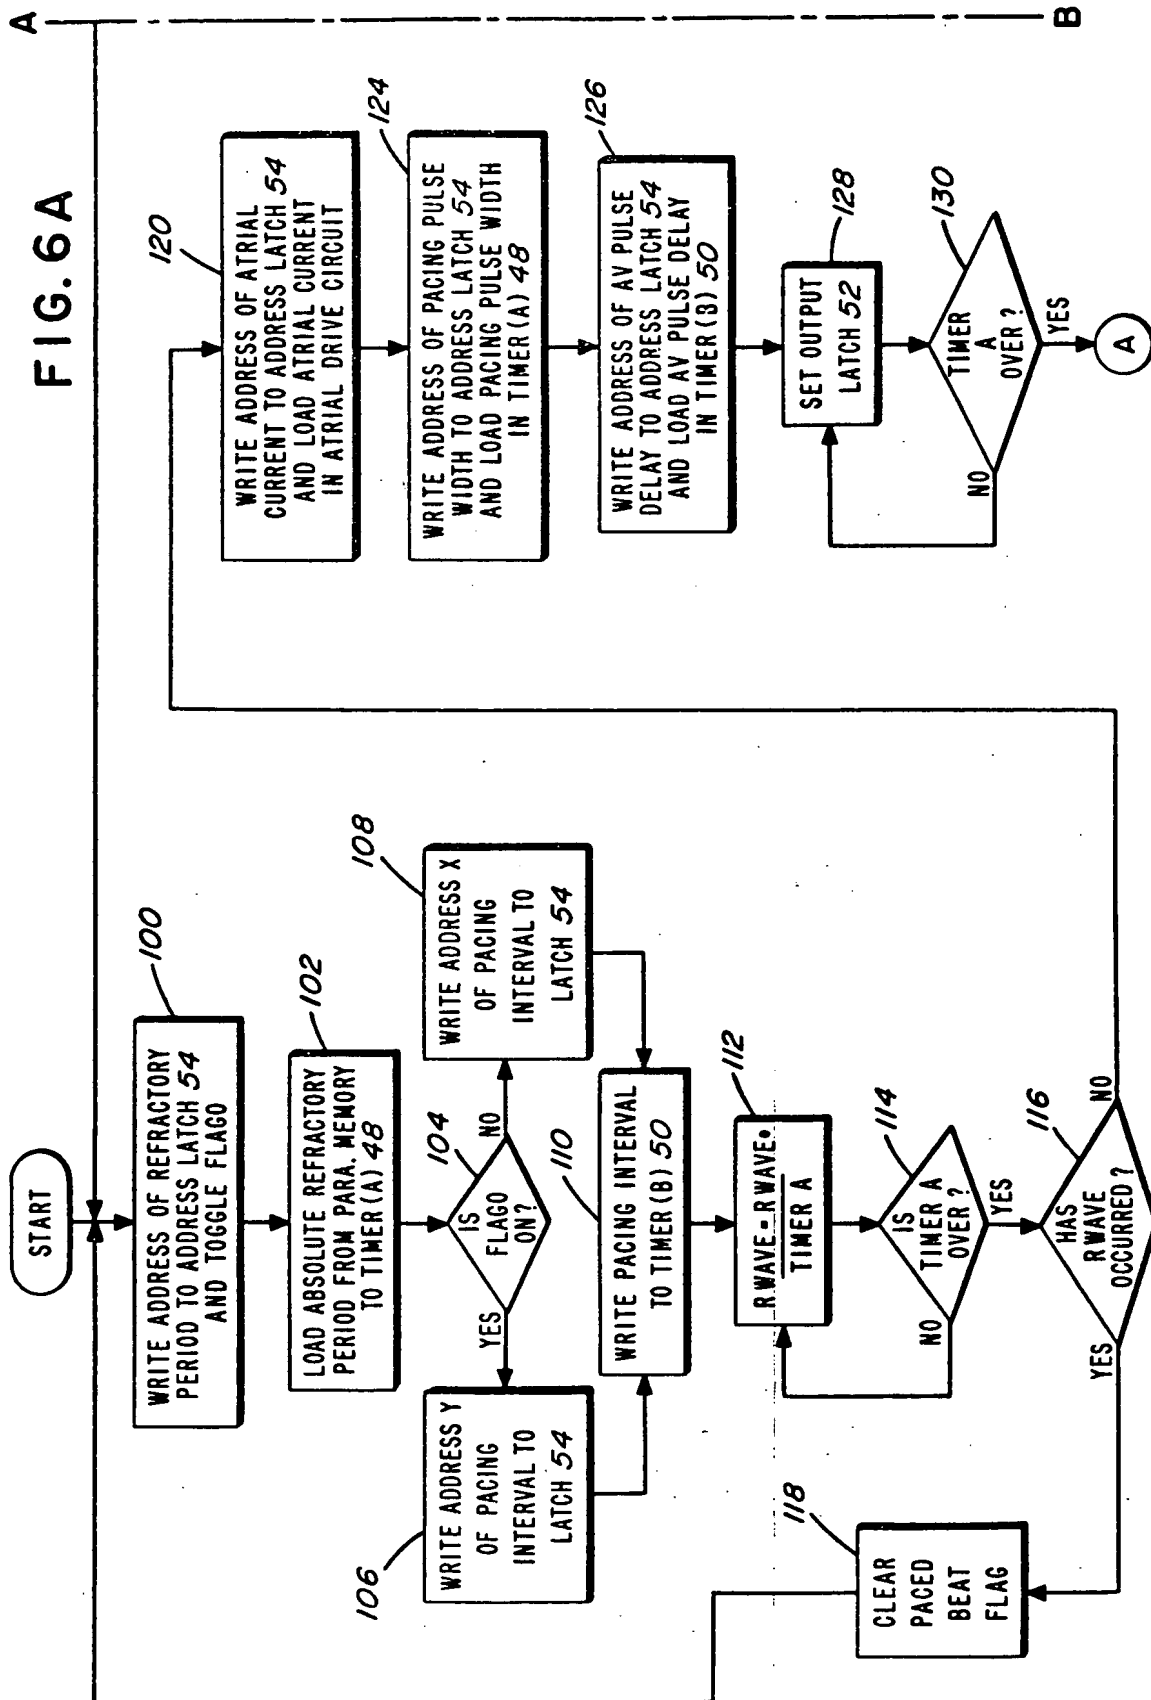 FIG. 6A
START
100
WRITE ADDRESS OF REFRACTORY
PERIOD TO ADDRESS LATCH 54
AND TOGGLE FLAGO
102
LOAD ABSOLUTE REFRACTORY
PERIOD FROM PARA. MEMORY
TO TIMER (A) 48
104
IS
FLAGO
ON?
YES
NO
106
WRITE ADDRESS Y
OF PACING
INTERVAL TO
LATCH 54
108
WRITE ADDRESS X
OF PACING
INTERVAL TO
LATCH 54
110
WRITE PACING INTERVAL
TO TIMER (B) 50
112
RWAVE = RWAVE •
TIMER A
114
IS
TIMER A
OVER?
NO
YES
116
HAS
RWAVE
OCCURRED?
YES
NO
118
CLEAR
PACED
BEAT
FLAG
120
WRITE ADDRESS OF ATRIAL
CURRENT TO ADDRESS LATCH 54
AND LOAD ATRIAL CURRENT
IN ATRIAL DRIVE CIRCUIT
124
WRITE ADDRESS OF PACING PULSE
WIDTH TO ADDRESS LATCH 54
AND LOAD PACING PULSE WIDTH
IN TIMER (A) 48
126
WRITE ADDRESS OF AV PULSE
DELAY TO ADDRESS LATCH 54
AND LOAD AV PULSE DELAY
IN TIMER (B) 50
128
SET OUTPUT
LATCH 52
130
TIMER
A
OVER?
NO
YES
A
A
B